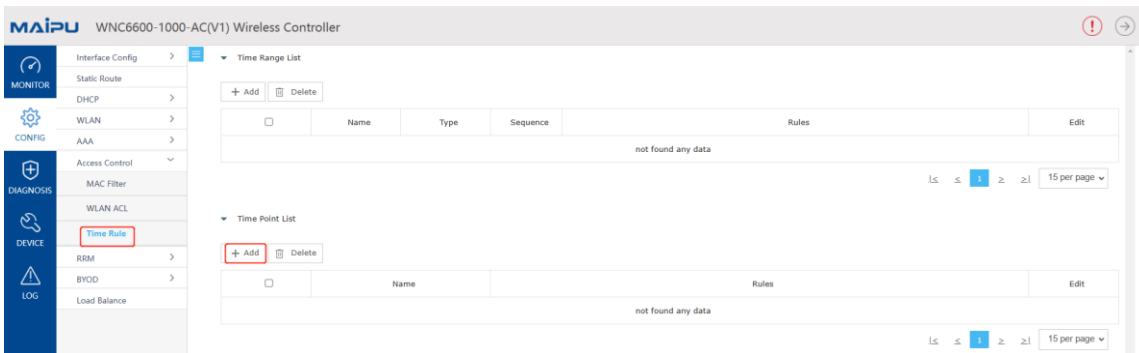 MAIPU WNC6600-1000-AC(V1) Wireless Controller
MONITOR
CONFIG
DIAGNOSIS
DEVICE
LOG
Interface Config
Static Route
DHCP
WLAN
AAA
Access Control
MAC Filter
WLAN ACL
Time Rule
RRM
BYOD
Load Balance
Time Range List
+ Add Delete
Name Type Sequence Rules Edit
not found any data
|< < 1 > >| 15 per page
Time Point List
+ Add Delete
Name Rules Edit
not found any data
|< < 1 > >| 15 per page